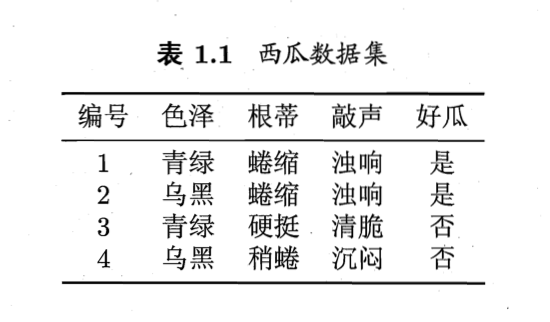 表 1.1 西瓜数据集
编号 色泽 根蒂 敲声 好瓜
1 青绿 蜷缩 浊响 是
2 乌黑 蜷缩 浊响 是
3 青绿 硬挺 清脆 否
4 乌黑 稍蜷 沉闷 否